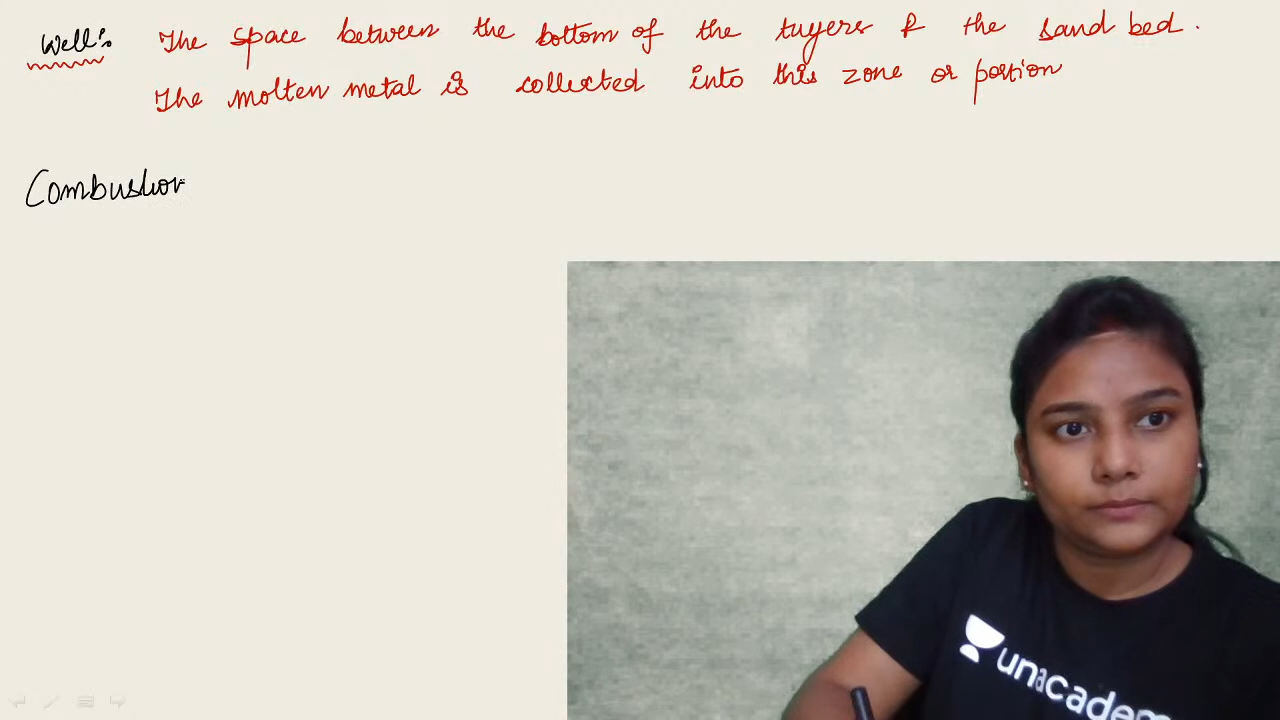 Well:- The space between the bottom of the tuyers & the sand bed.
The molten metal is collected into this zone or portion
Combustion
unacademy